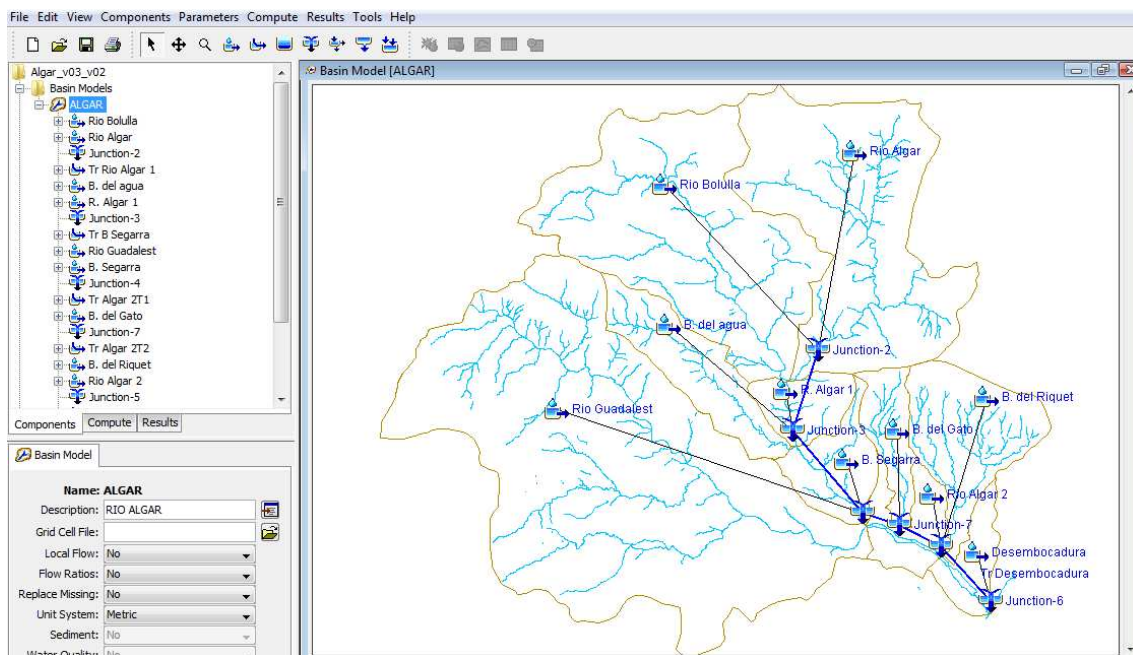 File Edit View Components Parameters Compute Results Tools Help
Algar_v03_v02
Basin Models
ALGAR
Rio Bolulla
Rio Algar
Junction-2
Tr Rio Algar 1
B. del agua
R. Algar 1
Junction-3
Tr B Segarra
Rio Guadalest
B. Segarra
Junction-4
Tr Algar 2T1
B. del Gato
Junction-7
Tr Algar 2T2
B. del Riquet
Rio Algar 2
Junction-5
Components Compute Results
Basin Model
Name: ALGAR
Description: RIO ALGAR
Grid Cell File:
Local Flow: No
Flow Ratios: No
Replace Missing: No
Unit System: Metric
Sediment: No
Water Quality: No
Basin Model [ALGAR]
Rio Algar
Rio Bolulla
B. del agua
Junction-2
R. Algar 1
B. del Riquet
Rio Guadalest
Junction-3
B. del Gato
B. Segarra
Rio Algar 2
Junction-7
Desembocadura
Tr Desembocadura
Junction-6